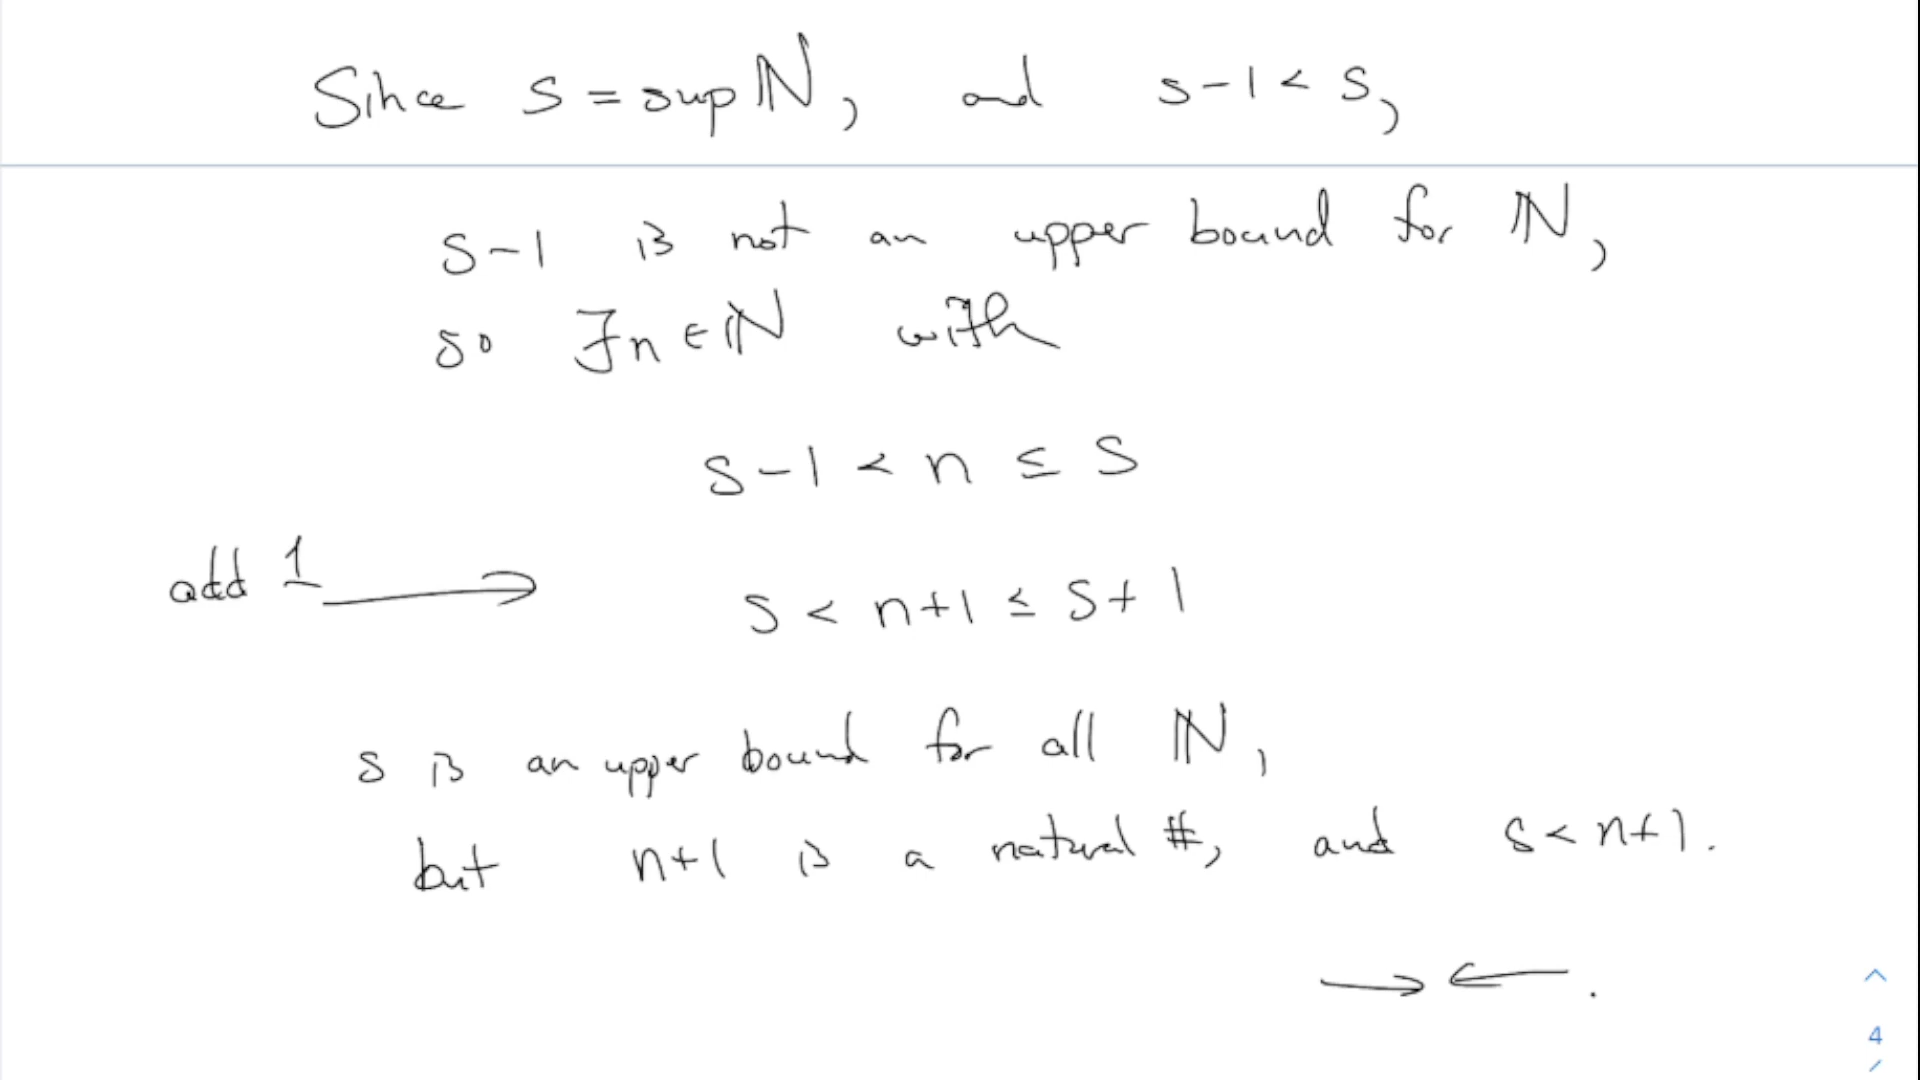 Since s = sup ℕ, and s-1 < s,
s-1 is not an upper bound for ℕ,
so ∃n∈ℕ with
s-1 < n ≤ s
add 1 → s < n+1 ≤ s+1
s is an upper bound for all ℕ,
but n+1 is a natural #, and s < n+1.
→←.
4